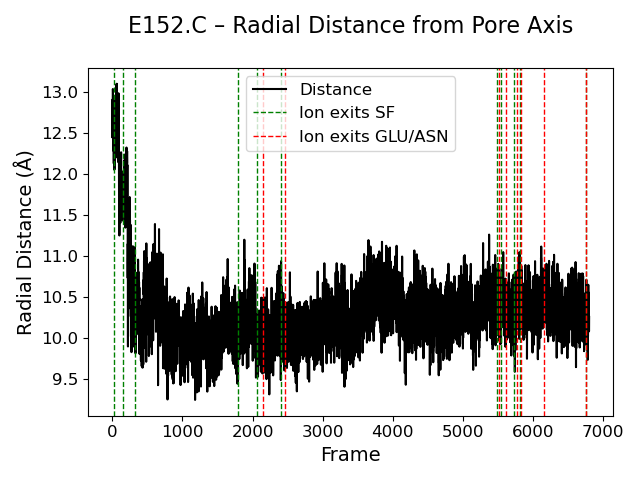 E152.C – Radial Distance from Pore Axis
Distance
Ion exits SF
Ion exits GLU/ASN
Radial Distance (Å)
13.0
12.5
12.0
11.5
11.0
10.5
10.0
9.5
0 1000 2000 3000 4000 5000 6000 7000
Frame